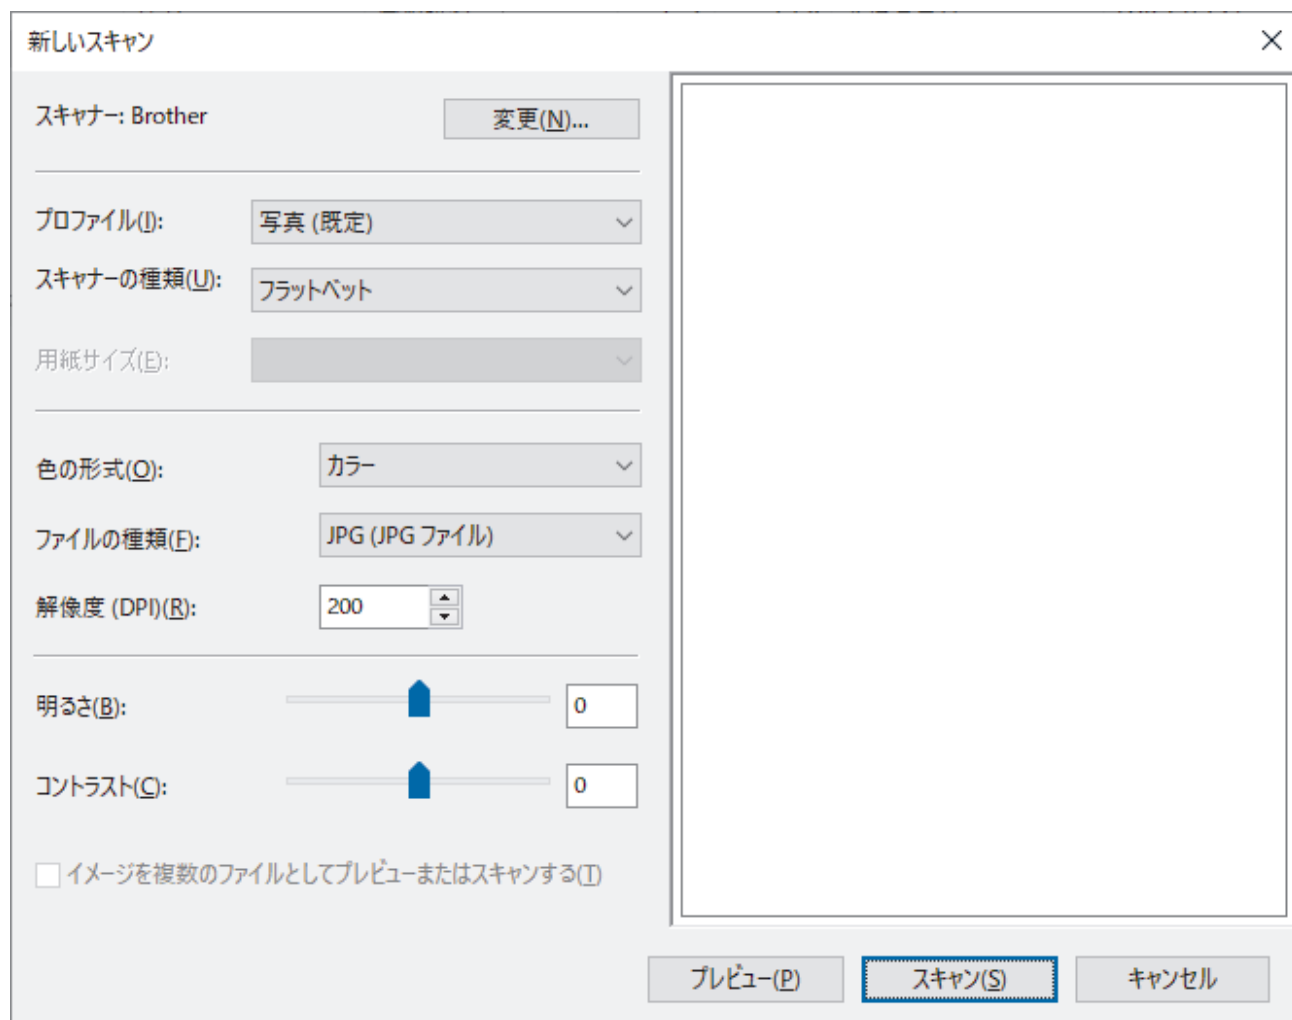 新しいスキャン
スキャナー: Brother
変更(N)...
プロファイル(I):
写真 (既定)
スキャナーの種類(U):
フラットベット
用紙サイズ(E):
色の形式(O):
カラー
ファイルの種類(F):
JPG (JPG ファイル)
解像度 (DPI)(R):
200
明るさ(B):
0
コントラスト(C):
0
イメージを複数のファイルとしてプレビューまたはスキャンする(T)
プレビュー(P)
スキャン(S)
キャンセル